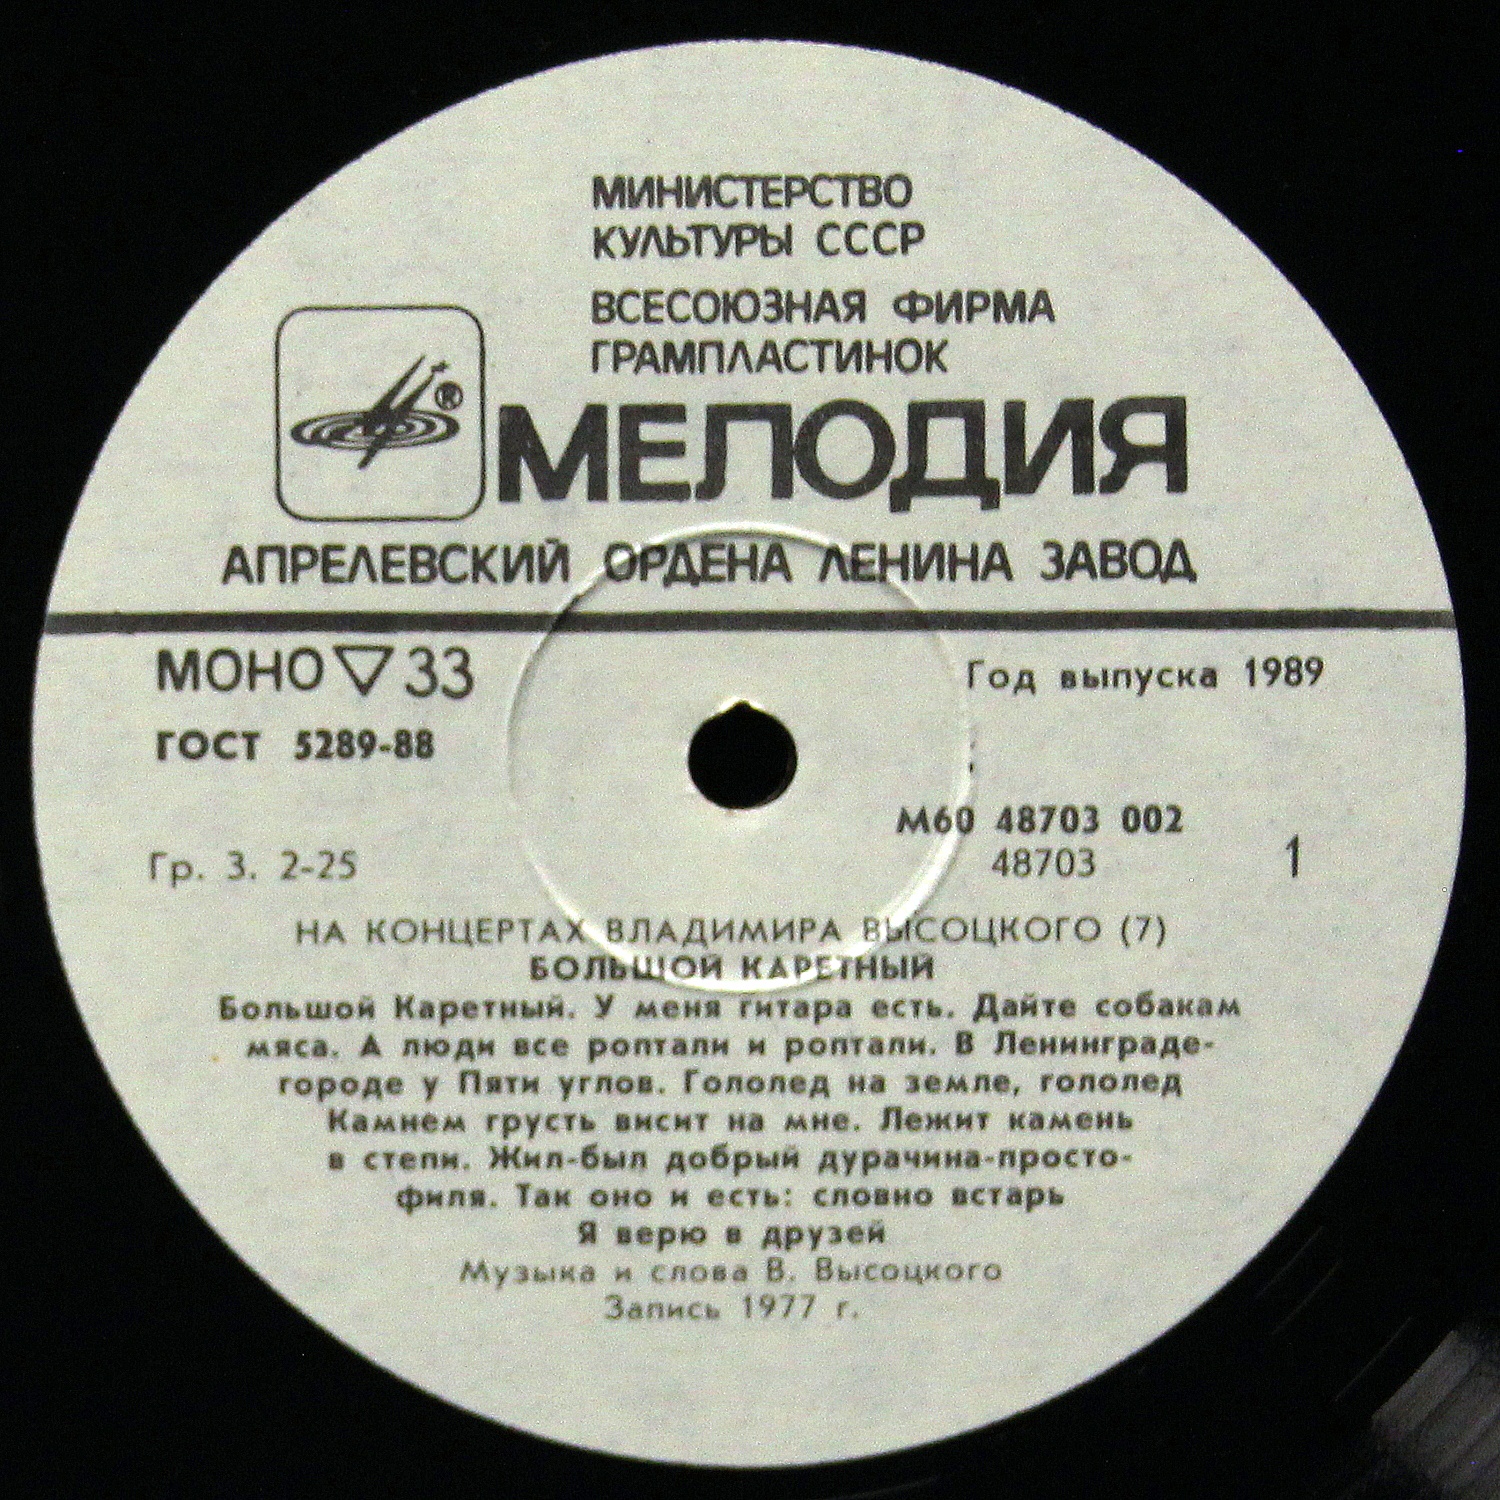 МИНИСТЕРСТВО
КУЛЬТУРЫ СССР
ВСЕСОЮЗНАЯ ФИРМА
ГРАМПЛАСТИНОК
®
МЕЛОДИЯ
АПРЕЛЕВСКИЙ ОРДЕНА ЛЕНИНА ЗАВОД
МОНО ▽ 33
Год выпуска 1989
ГОСТ 5289-88
М60 48703 002
Гр. 3. 2-25
48703
1
НА КОНЦЕРТАХ ВЛАДИМИРА ВЫСОЦКОГО (7)
БОЛЬШОЙ КАРЕТНЫЙ
Большой Каретный. У меня гитара есть. Дайте собакам
мяса. А люди все роптали и роптали. В Ленинграде-
городе у Пяти углов. Гололед на земле, гололед
Камнем грусть висит на мне. Лежит камень
в степи. Жил-был добрый дурачина-просто-
филя. Так оно и есть: словно встарь
Я верю в друзей
Музыка и слова В. Высоцкого
Запись 1977 г.